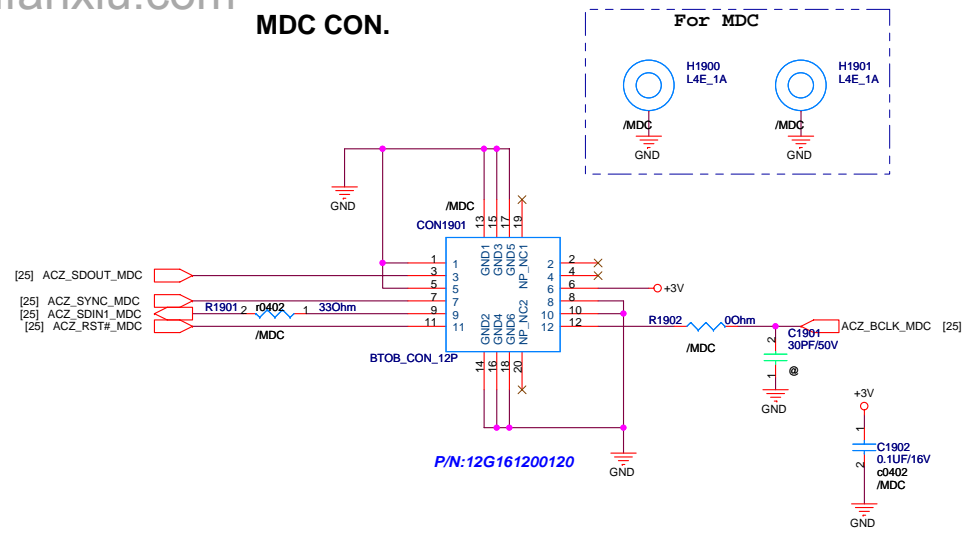 MDC CON.
For MDC
H1900
L4E_1A
/MDC
GND
H1901
L4E_1A
/MDC
GND
GND
/MDC
CON1901
13
15
17
19
GND1
GND3
GND5
NP_NC1
1 1
3 3
5 5
7 7
9 9
11 11
2 2
4 4
6 6
8 8
10 10
12 12
GND2
GND4
GND6
NP_NC2
14
16
18
20
BTOB_CON_12P
[25] ACZ_SDOUT_MDC
[25] ACZ_SYNC_MDC
[25] ACZ_SDIN1_MDC
[25] ACZ_RST#_MDC
R1901 2 r0402 1 33Ohm
/MDC
+3V
R1902 0Ohm
/MDC
ACZ_BCLK_MDC [25]
C1901
30PF/50V
2
1
@
GND
P/N:12G161200120
GND
+3V
1
2
C1902
0.1UF/16V
c0402
/MDC
GND